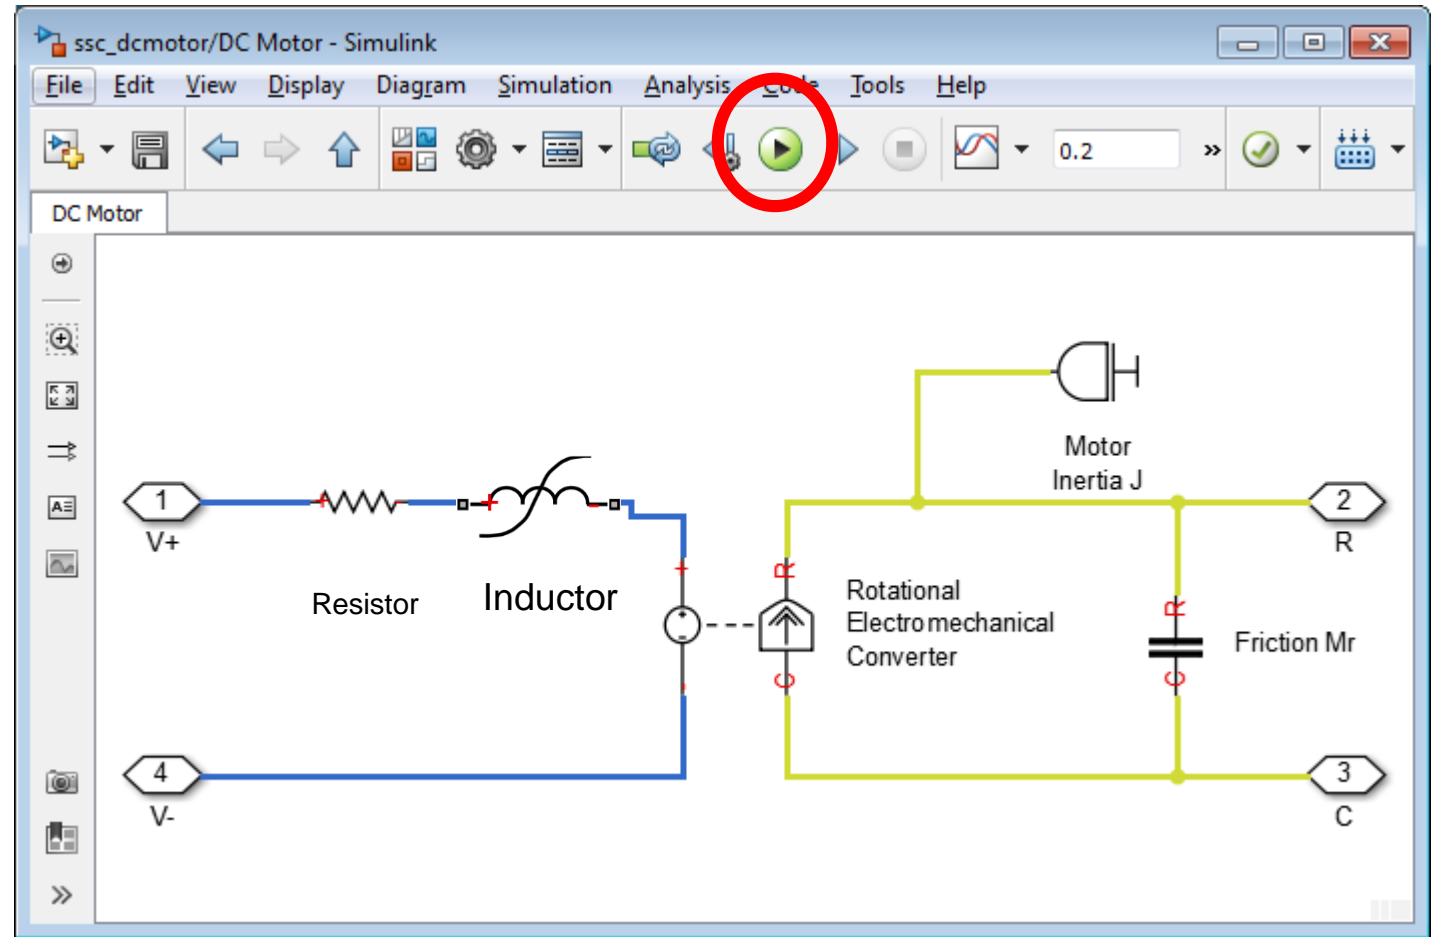 ssc_dcmotor/DC Motor - Simulink
File Edit View Display Diagram Simulation Analysis Code Tools Help
0.2 »
DC Motor
Motor
Inertia J
1
V+
2
R
Resistor
Inductor
+ -
+ -
+
-
R
C
Rotational
Electromechanical
Converter
R
C
Friction Mr
4
V-
3
C